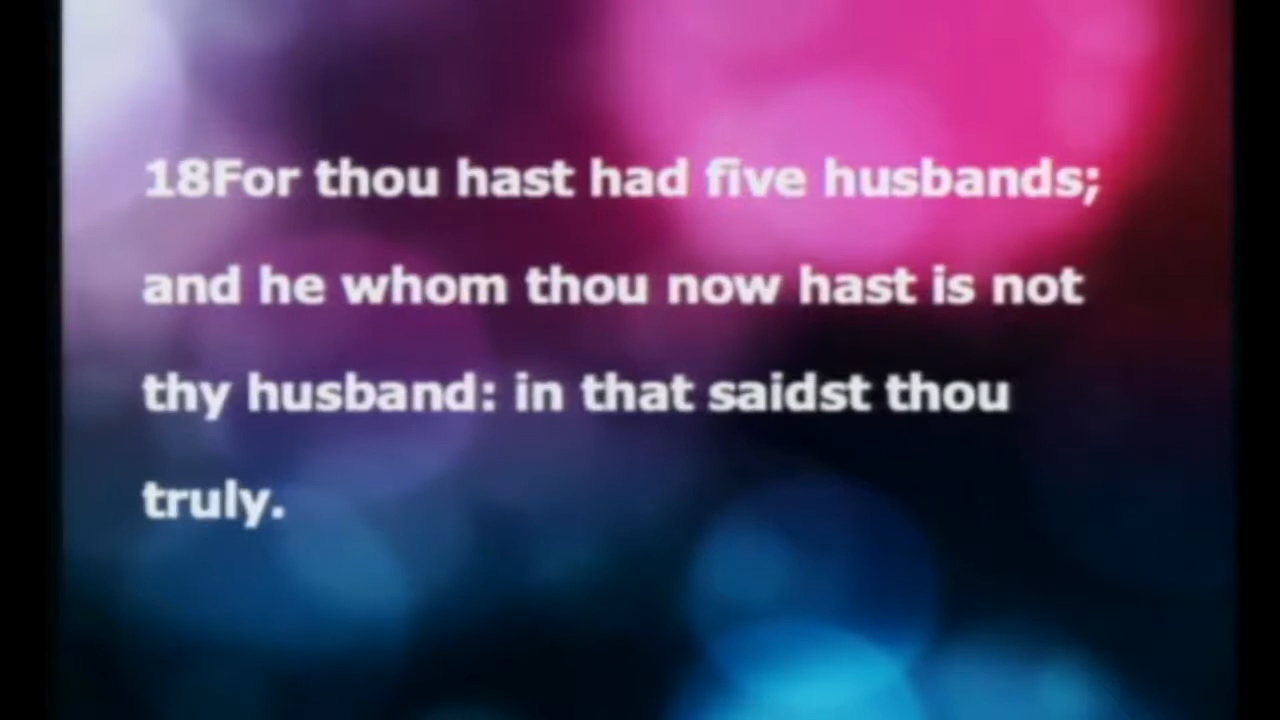 18For thou hast had five husbands;
and he whom thou now hast is not
thy husband: in that saidst thou
truly.